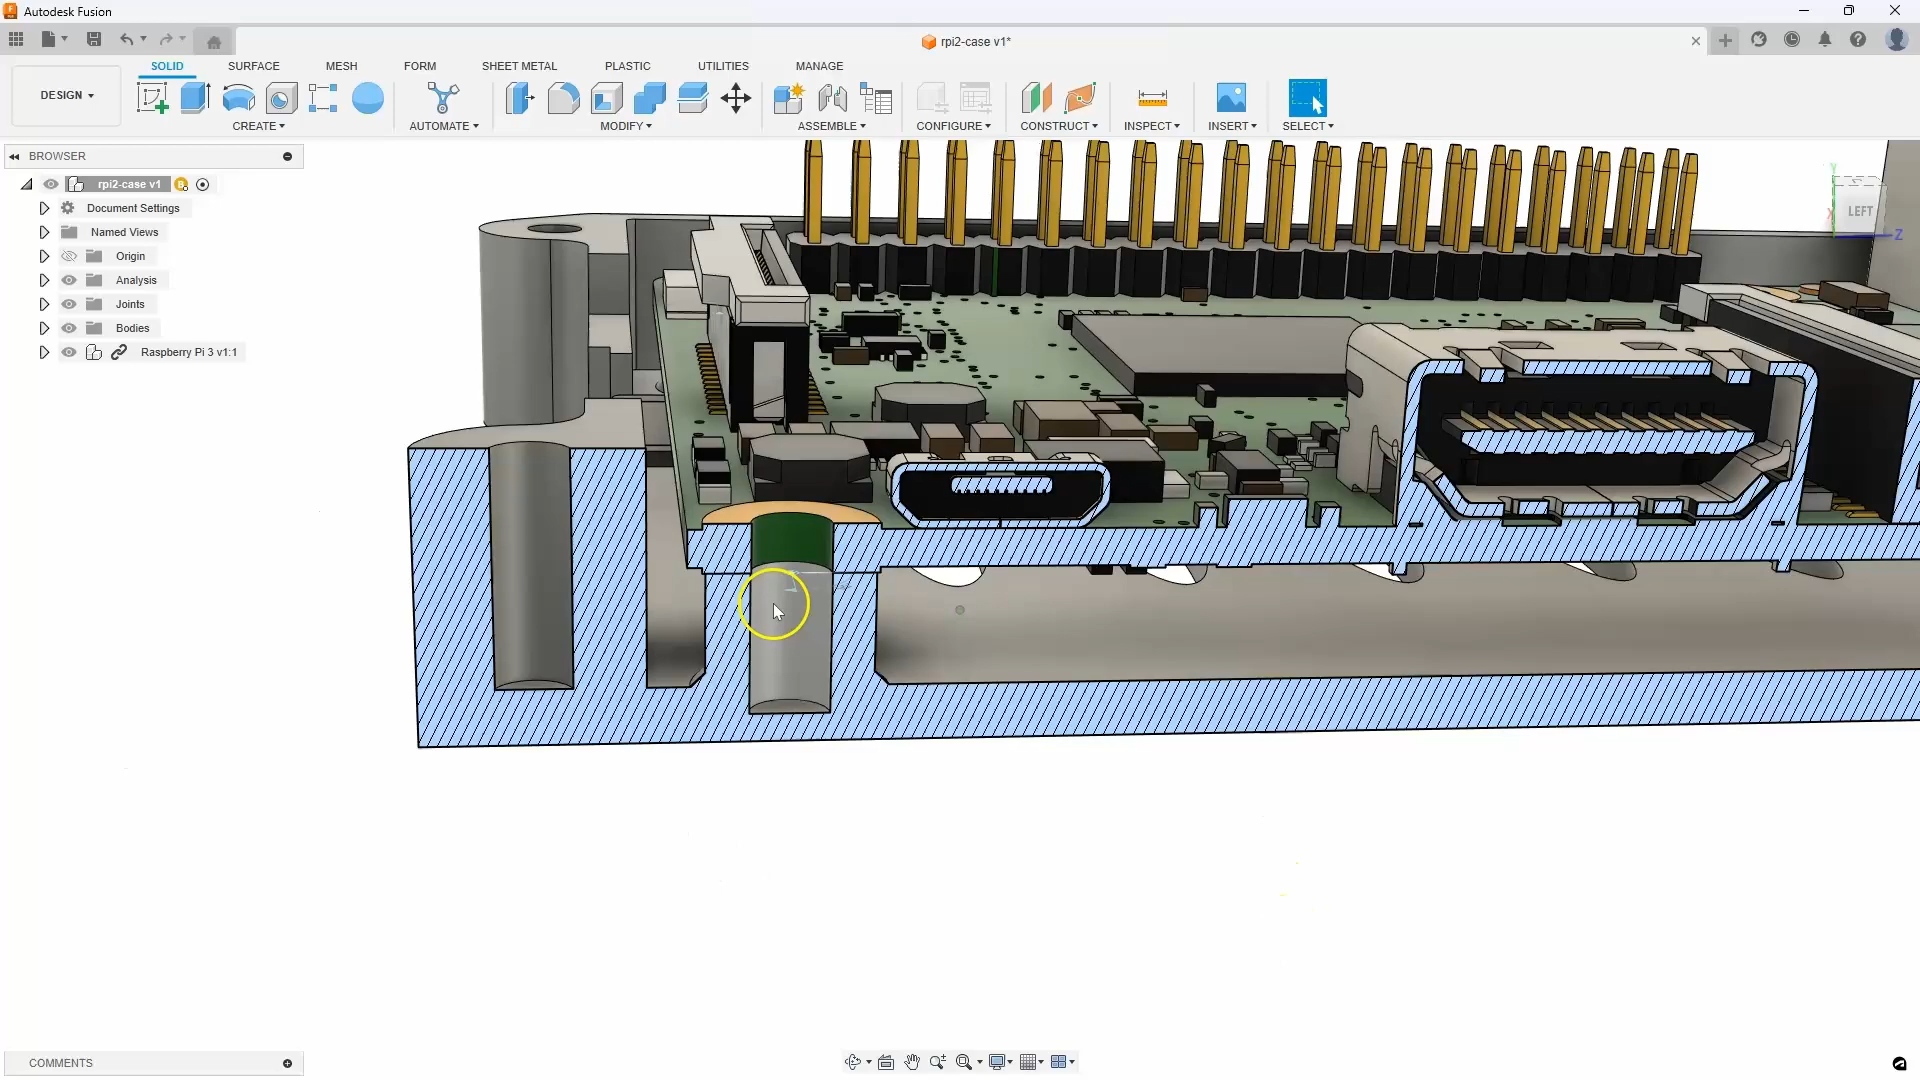 Autodesk Fusion
rpi2-case v1*
DESIGN
SOLID SURFACE MESH FORM SHEET METAL PLASTIC UTILITIES MANAGE
CREATE AUTOMATE MODIFY ASSEMBLE CONFIGURE CONSTRUCT INSPECT INSERT SELECT
BROWSER
rpi2-case v1
Document Settings
Named Views
Origin
Analysis
Joints
Bodies
Raspberry Pi 3 v1:1
LEFT
Z
COMMENTS